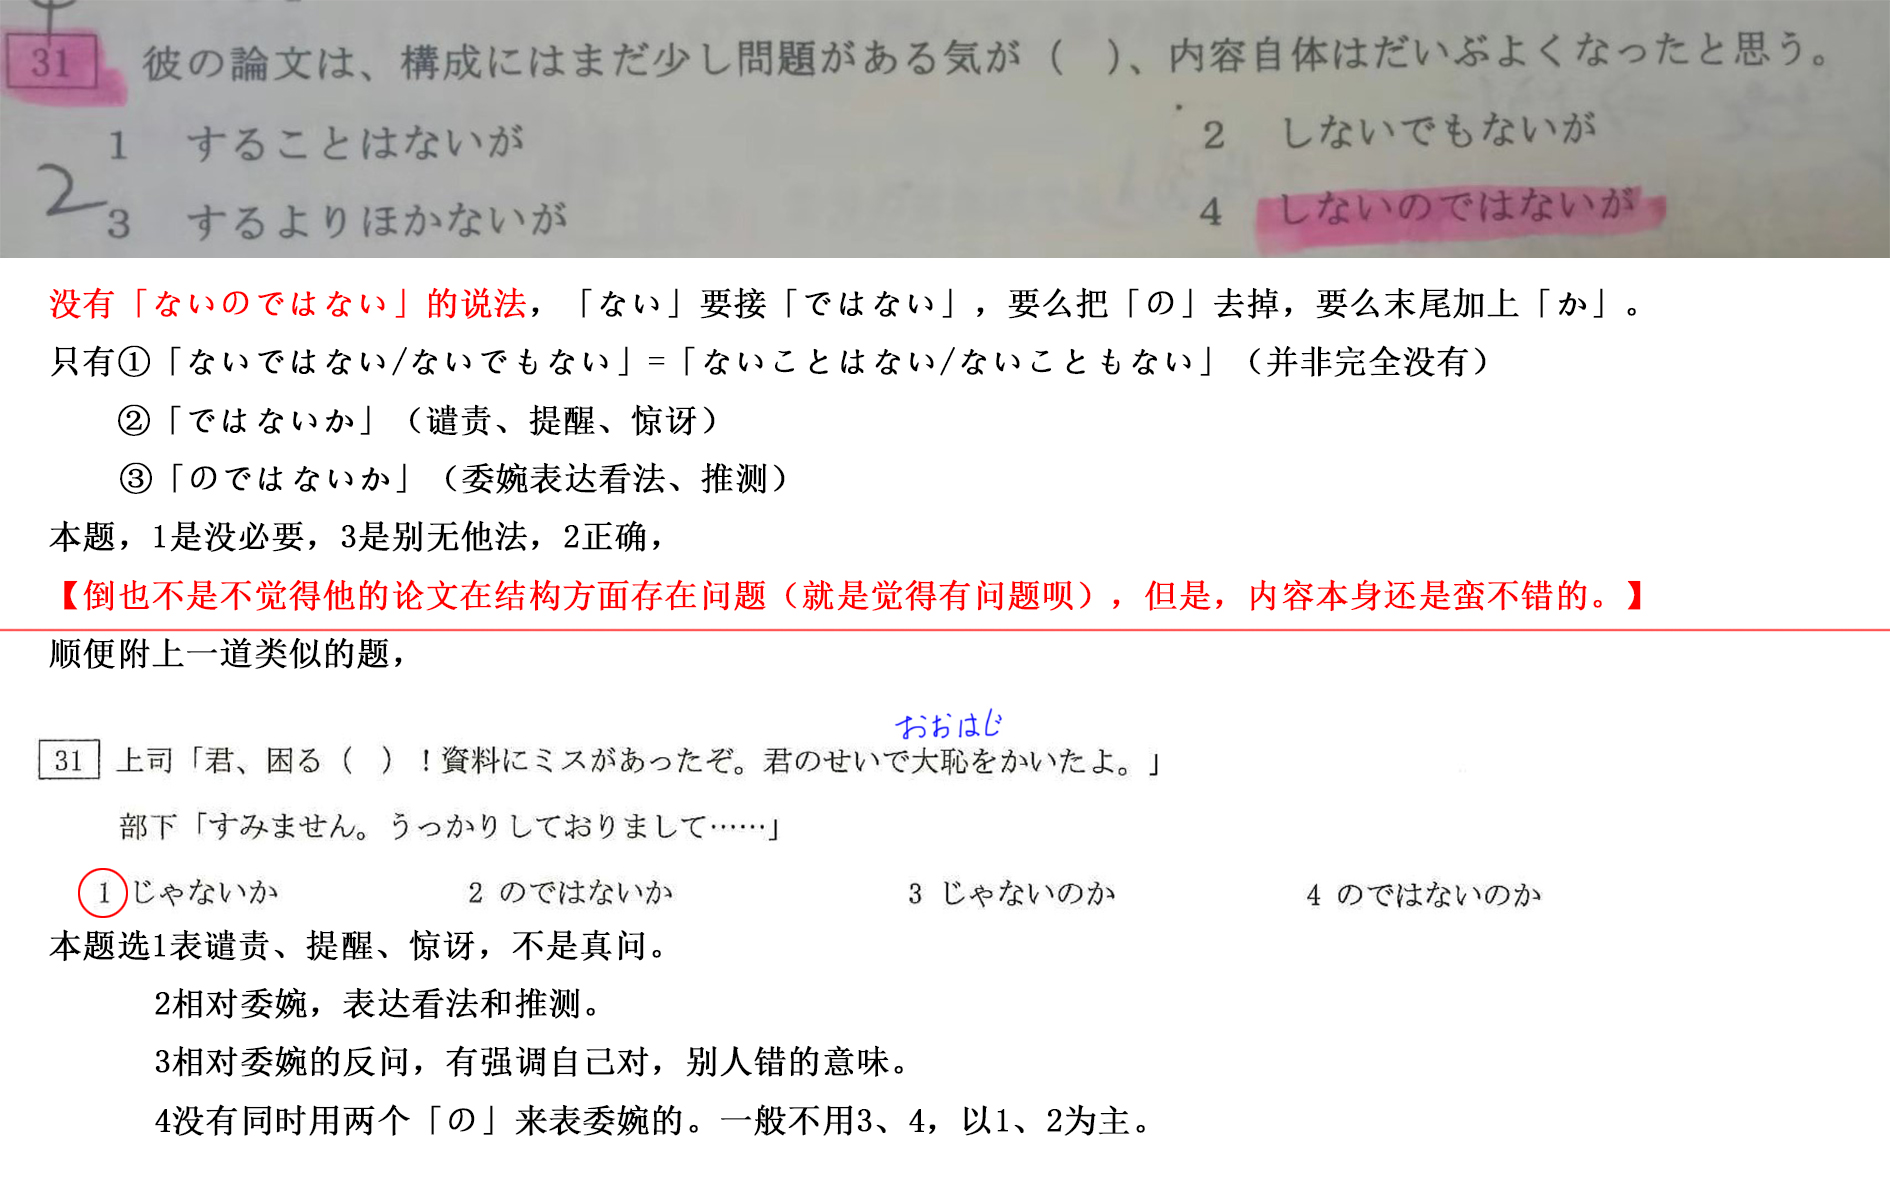 31 彼の論文は、構成にはまだ少し問題がある気が( )、内容自体はだいぶよくなったと思う。
1 することはないが 2 しないでもないが
2
3 するよりほかないが 4 しないのではないが
没有「ないのではない」的说法，「ない」要接「ではない」，要么把「の」去掉，要么末尾加上「か」。
只有①「ないではない/ないでもない」=「ないことはない/ないこともない」（并非完全没有）
②「ではないか」（谴责、提醒、惊讶）
③「のではないか」（委婉表达看法、推测）
本题，1是没必要，3是别无他法，2正确，
【倒也不是不觉得他的论文在结构方面存在问题（就是觉得有问题呗），但是，内容本身还是蛮不错的。】
顺便附上一道类似的题，
おおはじ
31 上司「君、困る( )！資料にミスがあったぞ。君のせいで大恥をかいたよ。」
部下「すみません。うっかりしておりまして……」
1 じゃないか 2 のではないか 3 じゃないのか 4 のではないのか
本题选1表谴责、提醒、惊讶，不是真问。
2相对委婉，表达看法和推测。
3相对委婉的反问，有强调自己对，别人错的意味。
4没有同时用两个「の」来表委婉的。一般不用3、4，以1、2为主。